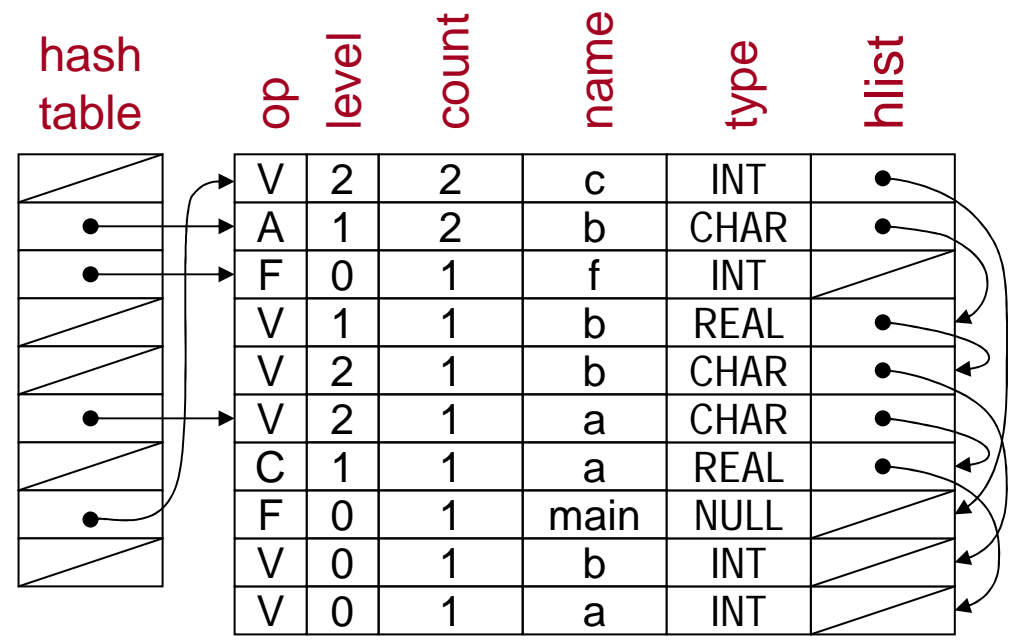 hash
table
op level count name type hlist
V 2 2 c INT
A 1 2 b CHAR
F 0 1 f INT
V 1 1 b REAL
V 2 1 b CHAR
V 2 1 a CHAR
C 1 1 a REAL
F 0 1 main NULL
V 0 1 b INT
V 0 1 a INT